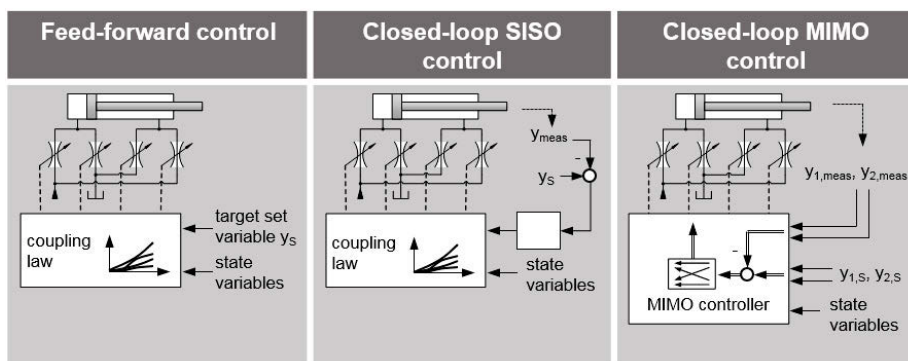 Feed-forward control
target set
variable yS
coupling
law
state
variables
Closed-loop SISO
control
ymeas
-
yS
coupling
law
state
variables
Closed-loop MIMO
control
y1,meas, y2,meas
-
y1,S, y2,S
MIMO controller
state
variables